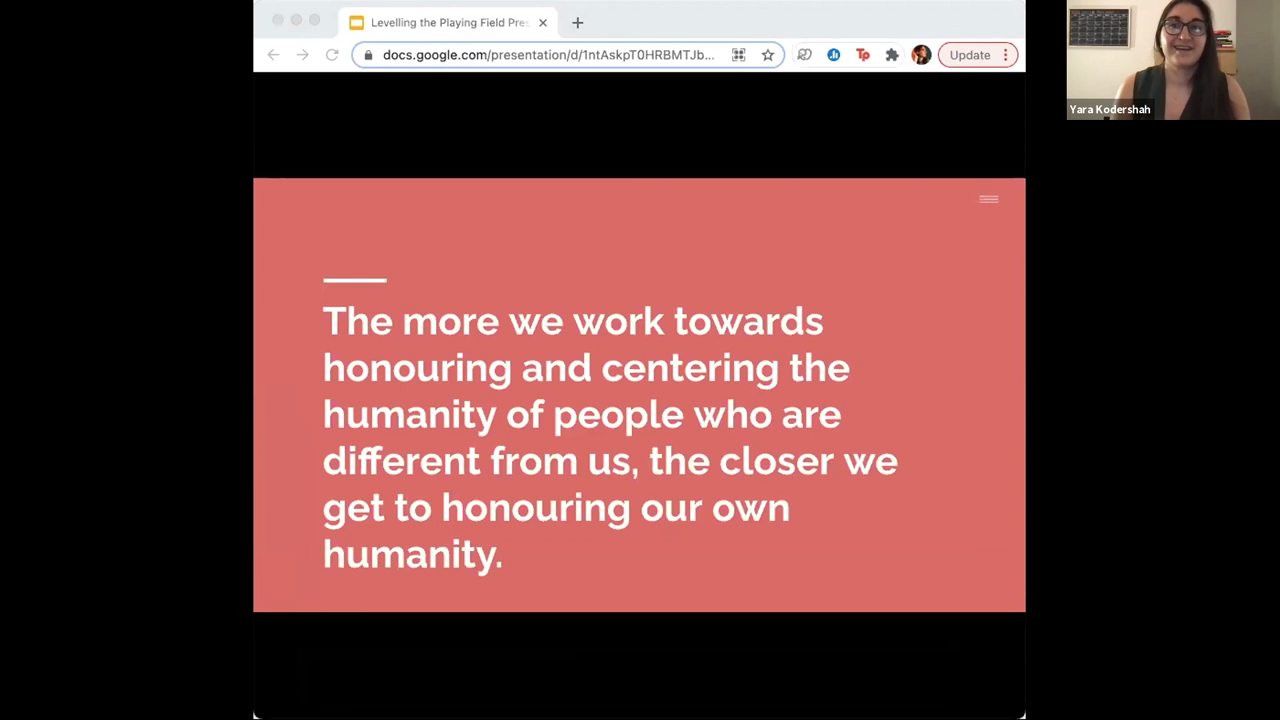 Levelling the Playing Field Pre
docs.google.com/presentation/d/1ntAskpT0HRBMTJb...
Tp
Update
Yara Kodershah
The more we work towards
honouring and centering the
humanity of people who are
different from us, the closer we
get to honouring our own
humanity.